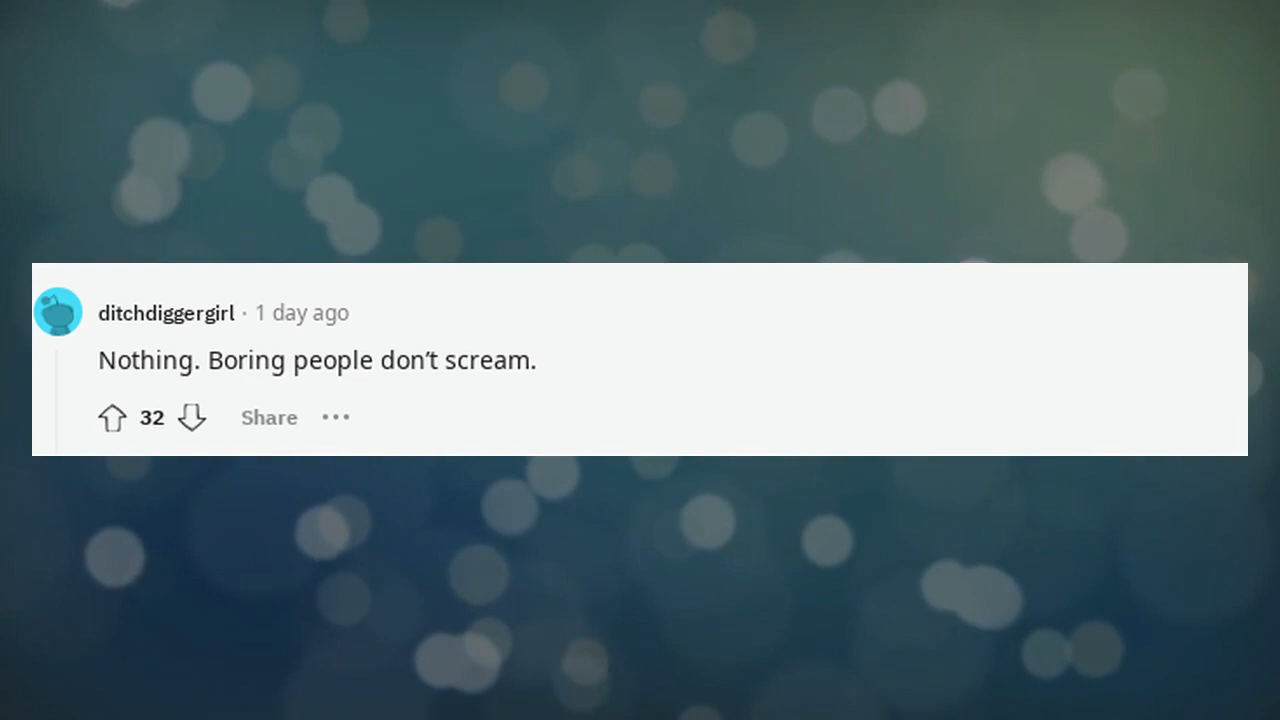 ditchdiggergirl · 1 day ago
Nothing. Boring people don’t scream.
32 Share •••